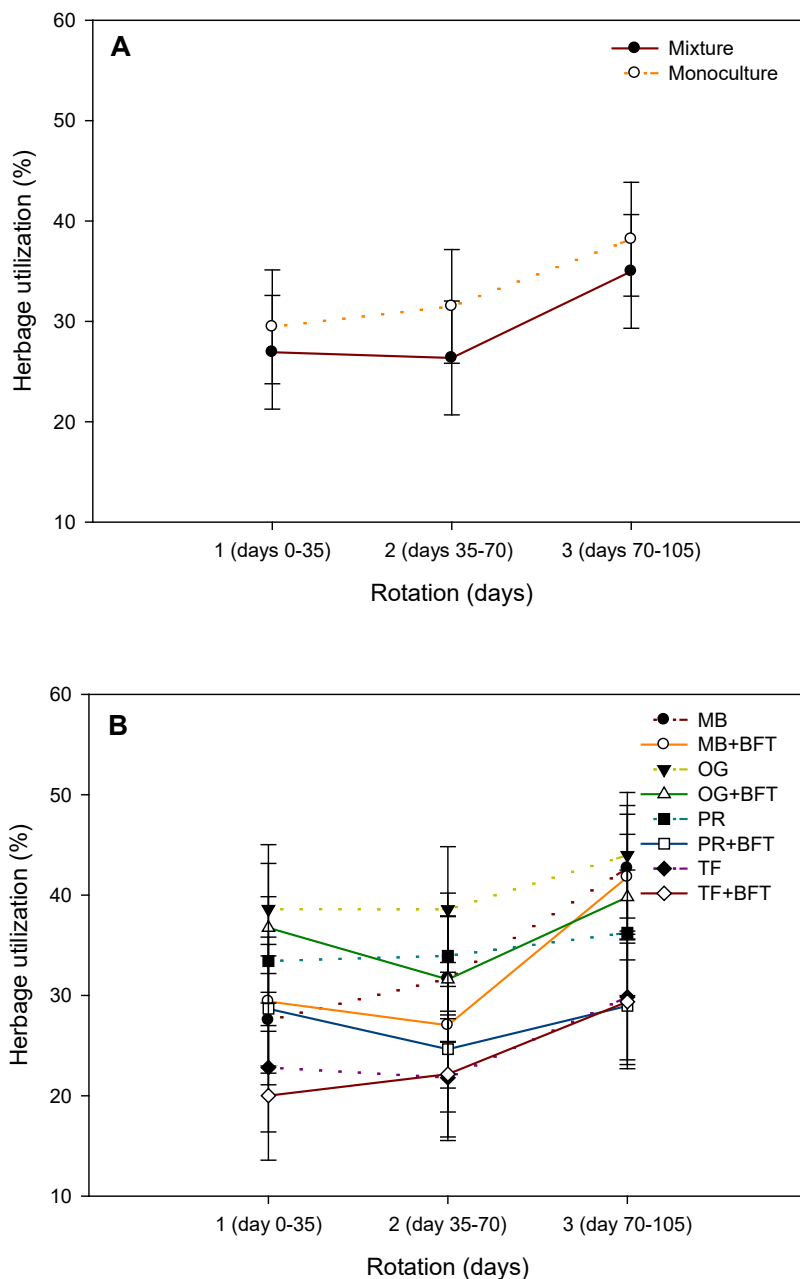 A
Mixture
Monoculture
Herbage utilization (%)
60
50
40
30
20
10
1 (days 0-35) 2 (days 35-70) 3 (days 70-105)
Rotation (days)
B
MB
MB+BFT
OG
OG+BFT
PR
PR+BFT
TF
TF+BFT
Herbage utilization (%)
60
50
40
30
20
10
1 (day 0-35) 2 (day 35-70) 3 (day 70-105)
Rotation (days)